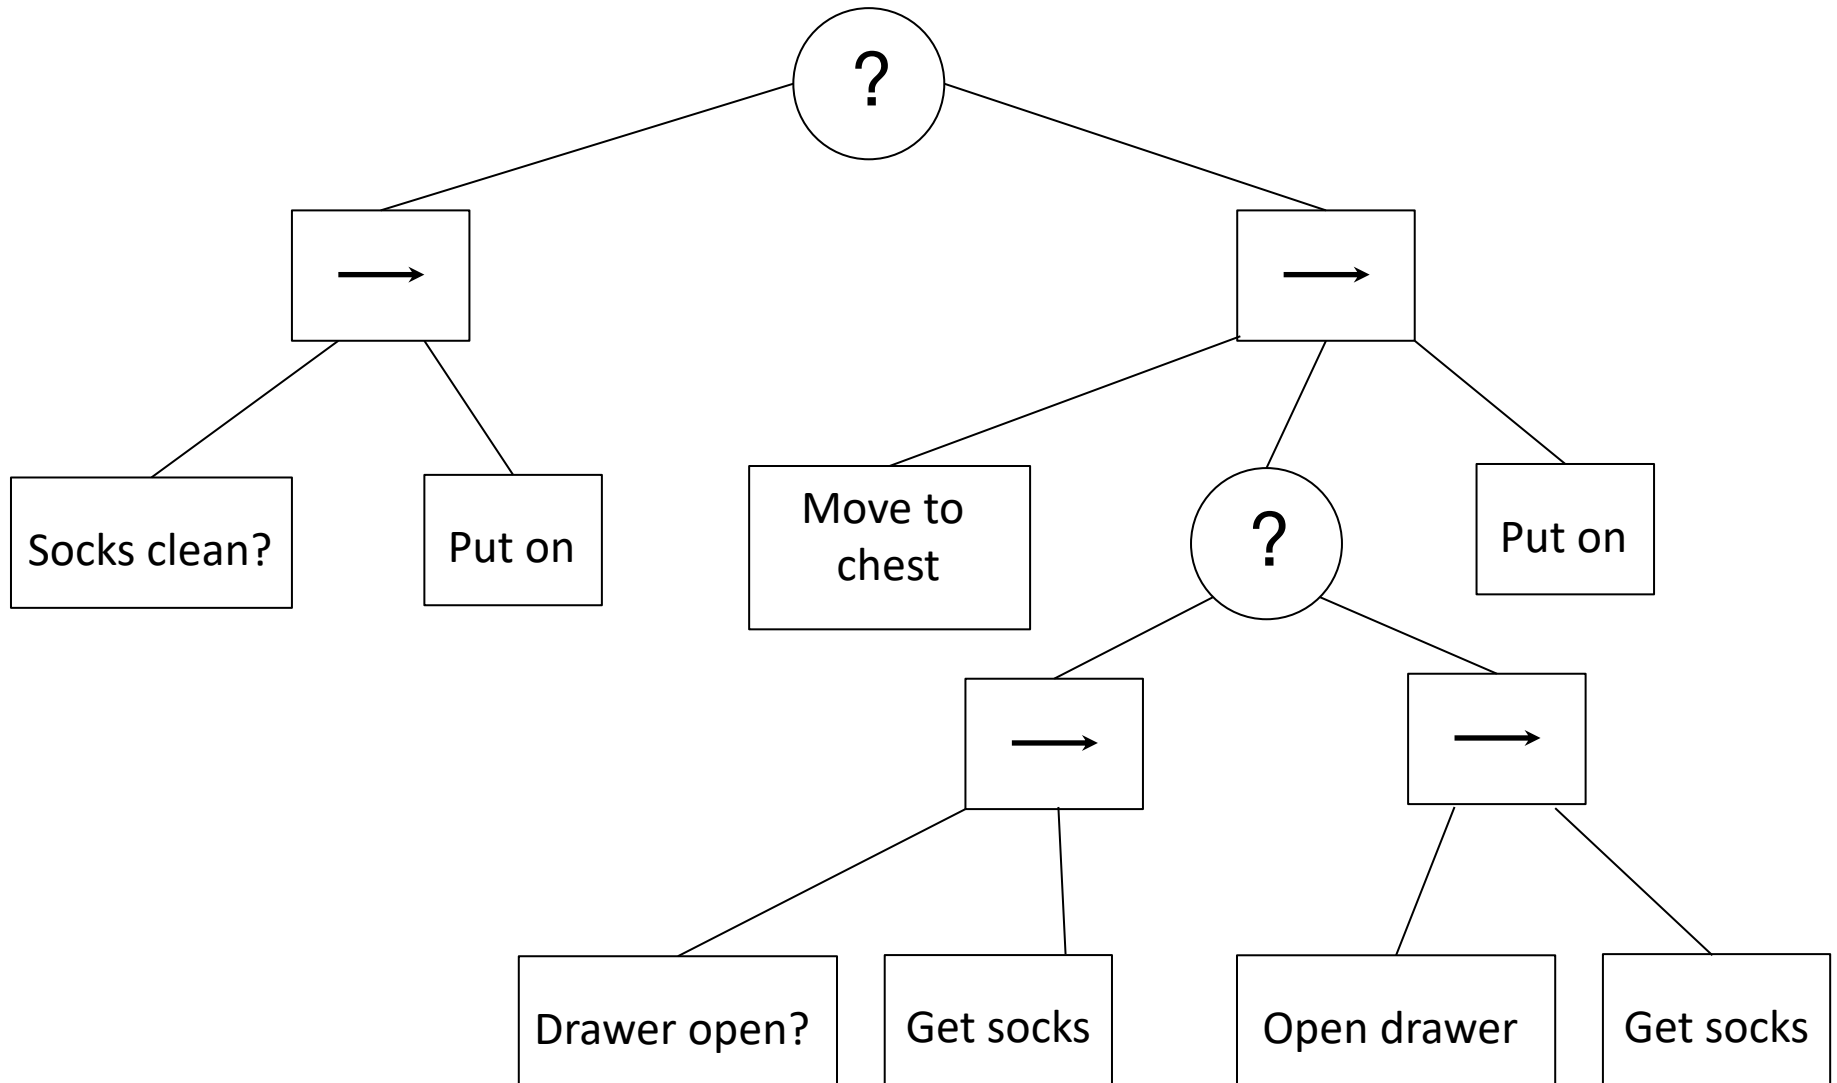 ?
Socks clean?
Put on
Move to
chest
?
Put on
Drawer open?
Get socks
Open drawer
Get socks